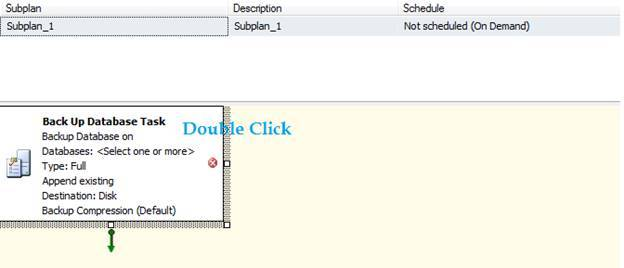 Subplan Description Schedule
Subplan_1 Subplan_1 Not scheduled (On Demand)
Back Up Database Task
Double Click
Backup Database on
Databases: <Select one or more>
Type: Full
Append existing
Destination: Disk
Backup Compression (Default)